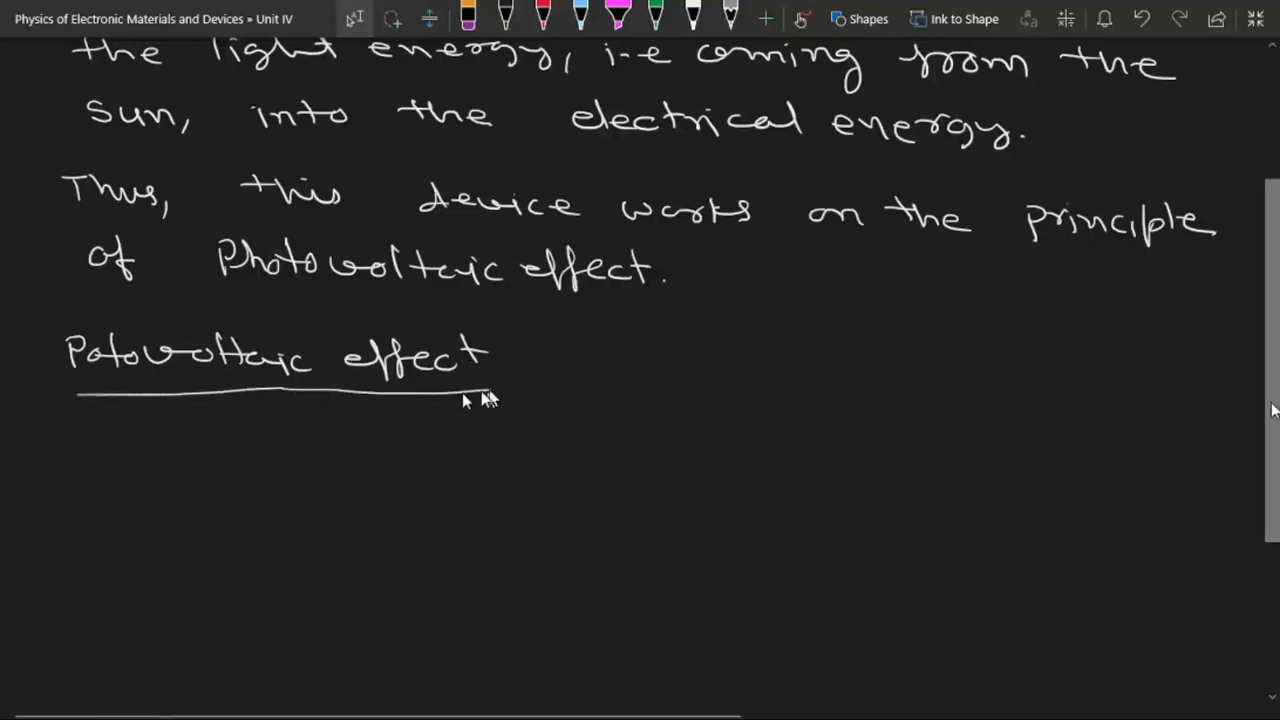 Physics of Electronic Materials and Devices » Unit IV
Shapes
Ink to Shape
the light energy, i-e coming from the
sun, into the electrical energy.
Thus, this device works on the principle
of Photovoltaic effect.
Potovoltaic effect